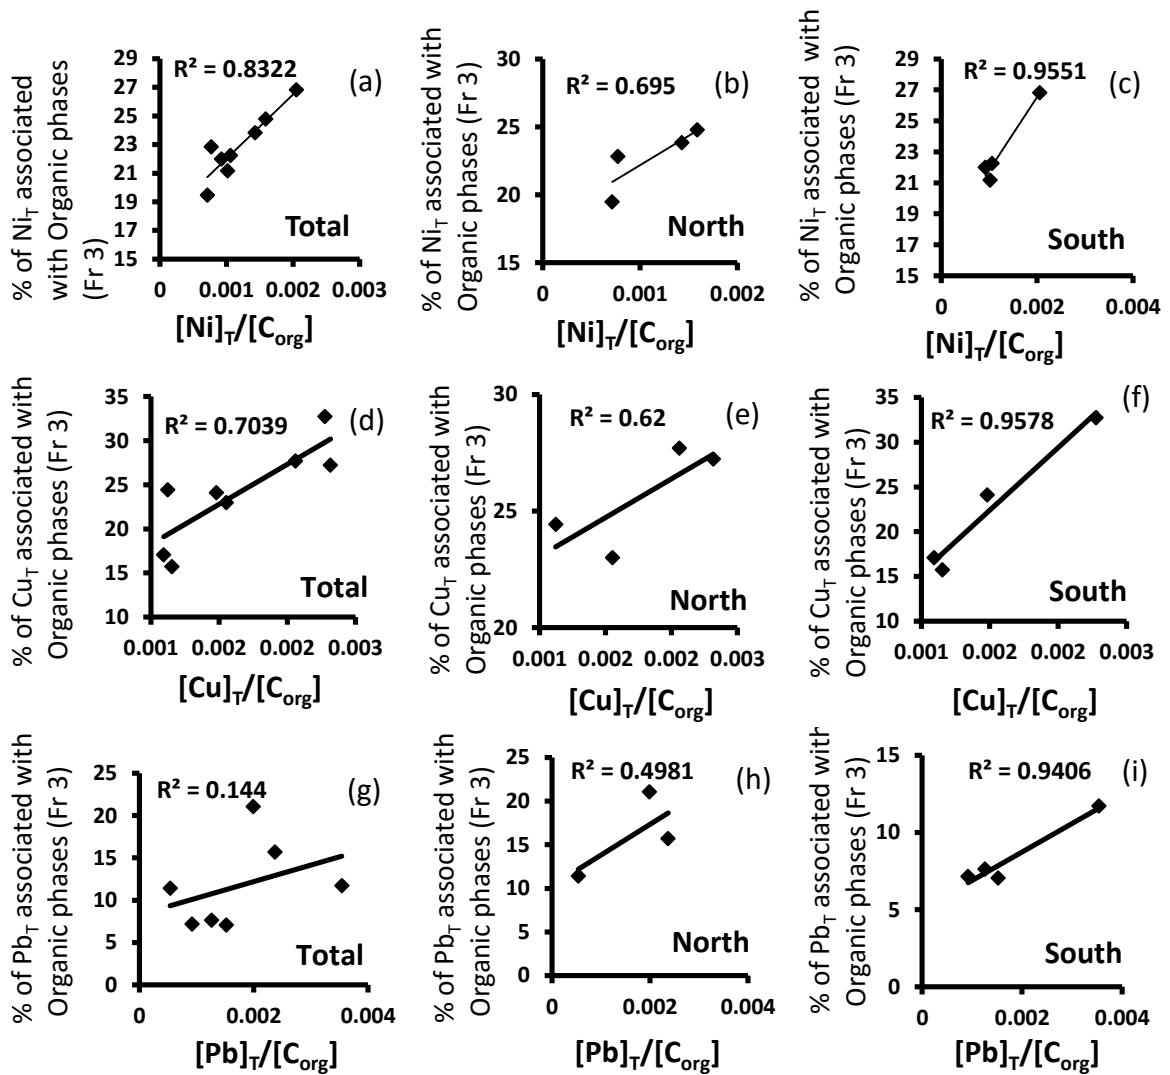 % of Ni_T associated
with Organic phases
(Fr 3)
29
27
25
23
21
19
17
15
R² = 0.8322
(a)
Total
0
0.001
0.002
0.003
[Ni]_T/[C_org]
% of Ni_T associated with
Organic phases (Fr 3)
30
25
20
15
R² = 0.695
(b)
North
0
0.001
0.002
[Ni]_T/[C_org]
% of Ni_T associated with
Organic phases (Fr 3)
29
27
25
23
21
19
17
15
R² = 0.9551
(c)
South
0
0.002
0.004
[Ni]_T/[C_org]
% of Cu_T associated with
Organic phases (Fr 3)
35
30
25
20
15
10
R² = 0.7039
(d)
Total
0.001
0.002
0.002
0.003
[Cu]_T/[C_org]
% of Cu_T associated with
Organic phases (Fr 3)
30
25
20
R² = 0.62
(e)
North
0.001
0.002
0.002
0.003
[Cu]_T/[C_org]
% of Cu_T associated with
Organic phases (Fr 3)
35
30
25
20
15
10
R² = 0.9578
(f)
South
0.001
0.002
0.002
0.003
[Cu]_T/[C_org]
% of Pb_T associated with
Organic phases (Fr 3)
25
20
15
10
5
0
R² = 0.144
(g)
Total
0
0.002
0.004
[Pb]_T/[C_org]
% of Pb_T associated with
Organic phases (Fr 3)
25
20
15
10
5
0
R² = 0.4981
(h)
North
0
0.002
0.004
[Pb]_T/[C_org]
% of Pb_T associated with
Organic phases (Fr 3)
15
10
5
0
R² = 0.9406
(i)
South
0
0.002
0.004
[Pb]_T/[C_org]